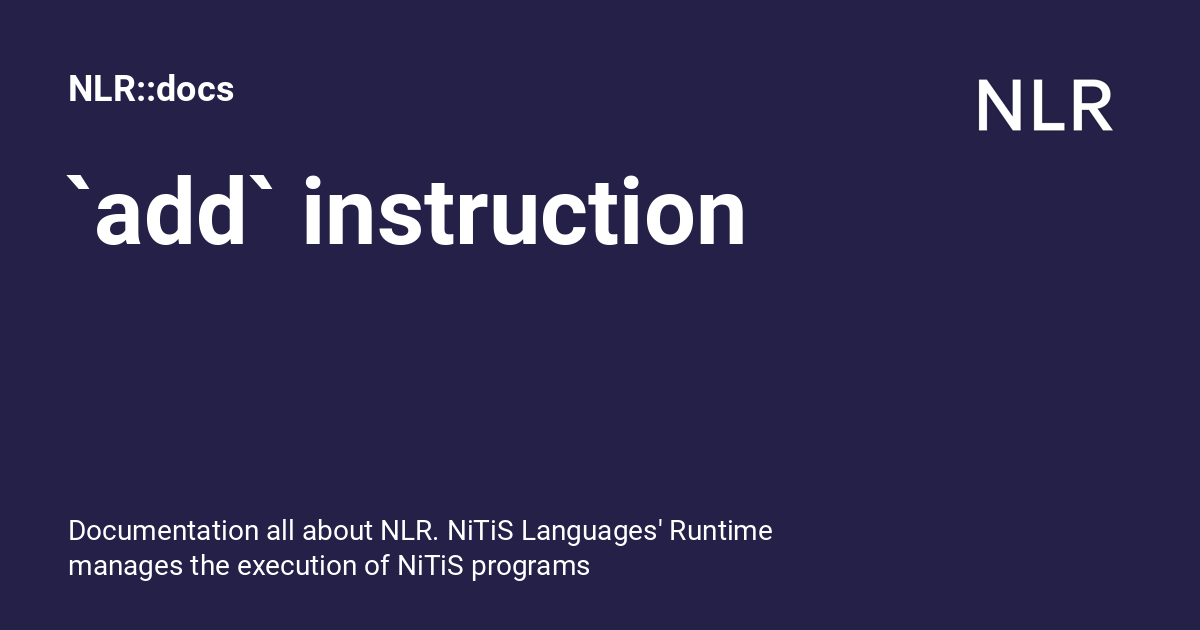 NLR::docs
NLR
`add` instruction
Documentation all about NLR. NiTiS Languages' Runtime
manages the execution of NiTiS programs